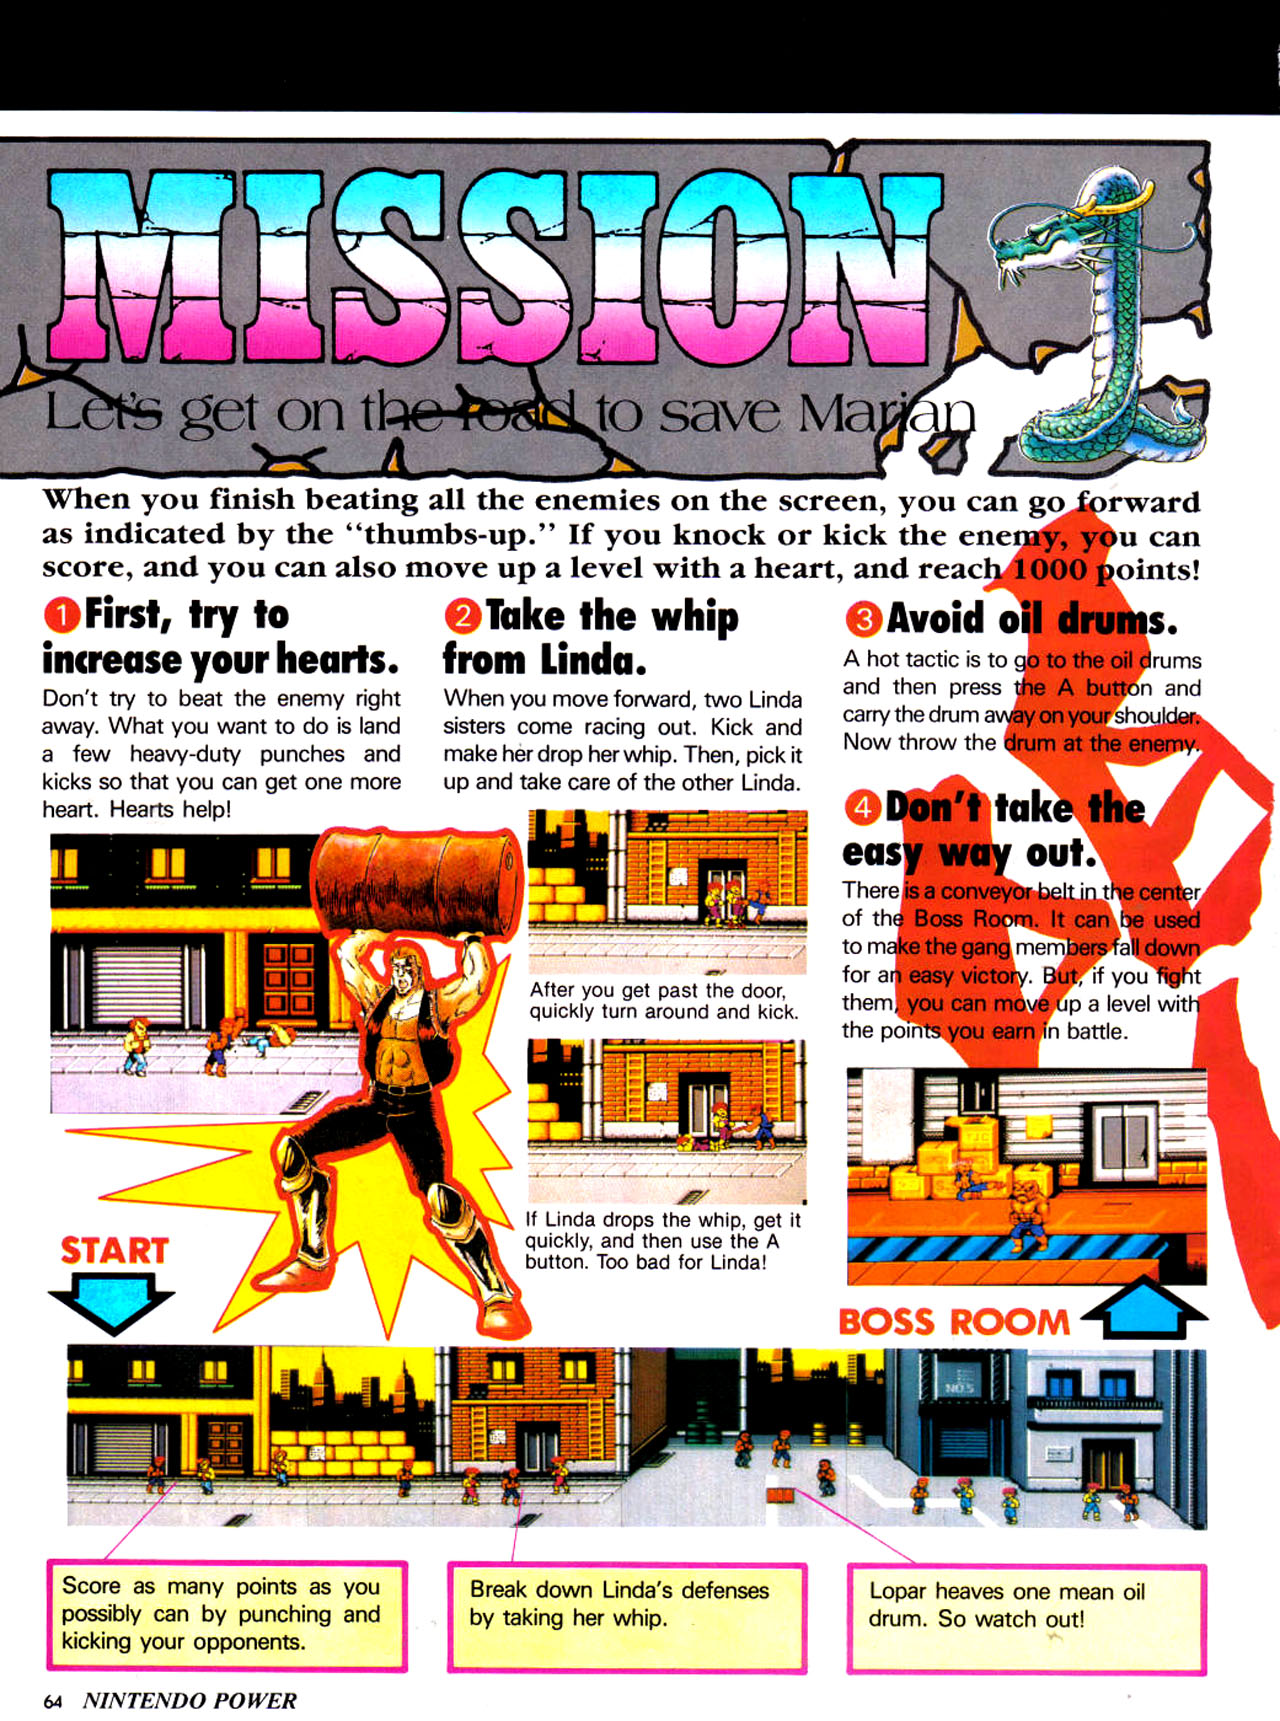 MISSION 1
Let's get on the road to save Marian
When you finish beating all the enemies on the screen, you can go forward
as indicated by the “thumbs-up.” If you knock or kick the enemy, you can
score, and you can also move up a level with a heart, and reach 1000 points!
1 First, try to
increase your hearts.
Don't try to beat the enemy right
away. What you want to do is land
a few heavy-duty punches and
kicks so that you can get one more
heart. Hearts help!
2 Take the whip
from Linda.
When you move forward, two Linda
sisters come racing out. Kick and
make her drop her whip. Then, pick it
up and take care of the other Linda.
After you get past the door,
quickly turn around and kick.
If Linda drops the whip, get it
quickly, and then use the A
button. Too bad for Linda!
3 Avoid oil drums.
A hot tactic is to go to the oil drums
and then press the A button and
carry the drum away on your shoulder.
Now throw the drum at the enemy.
4 Don't take the
easy way out.
There is a conveyor belt in the center
of the Boss Room. It can be used
to make the gang members fall down
for an easy victory. But, if you fight
them, you can move up a level with
the points you earn in battle.
START
BOSS ROOM
NO.5
Score as many points as you
possibly can by punching and
kicking your opponents.
Break down Linda's defenses
by taking her whip.
Lopar heaves one mean oil
drum. So watch out!
64 NINTENDO POWER